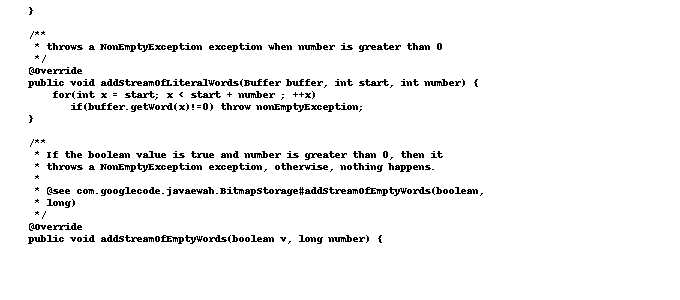 }

/**
 * throws a NonEmptyException exception when number is greater than 0
 */
@Override
public void addStreamOfLiteralWords(Buffer buffer, int start, int number) {
    for(int x = start; x < start + number ; ++x)
       if(buffer.getWord(x)!=0) throw nonEmptyException;
}

/**
 * If the boolean value is true and number is greater than 0, then it
 * throws a NonEmptyException exception, otherwise, nothing happens.
 *
 * @see com.googlecode.javaewah.BitmapStorage#addStreamOfEmptyWords(boolean,
 * long)
 */
@Override
public void addStreamOfEmptyWords(boolean v, long number) {